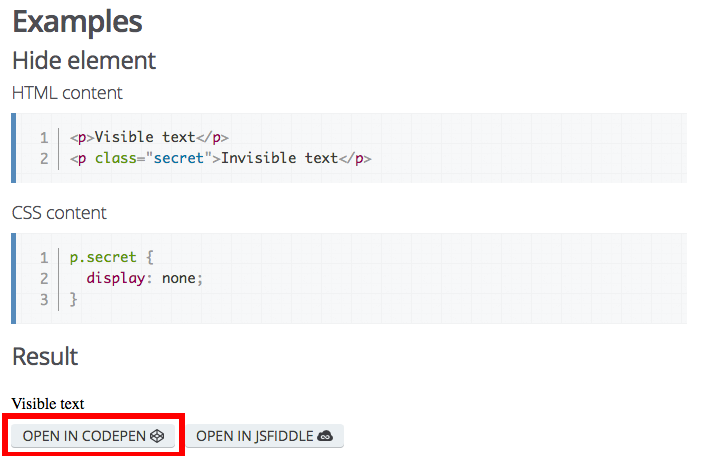 Examples
Hide element
HTML content
1 <p>Visible text</p>
2 <p class="secret">Invisible text</p>
CSS content
1 p.secret {
2   display: none;
3 }
Result
Visible text
OPEN IN CODEPEN OPEN IN JSFIDDLE